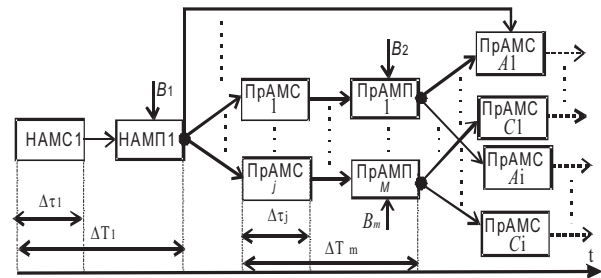 ПрАМС
A1
B1
B2
ПрАМС
1
ПрАМП
1
ПрАМС
C1
НАМС1
НАМП1
ПрАМС
j
ПрАМП
M
ПрАМС
Ai
Δτ1
Δτj
Bm
ПрАМС
Ci
ΔT1
ΔT m
t